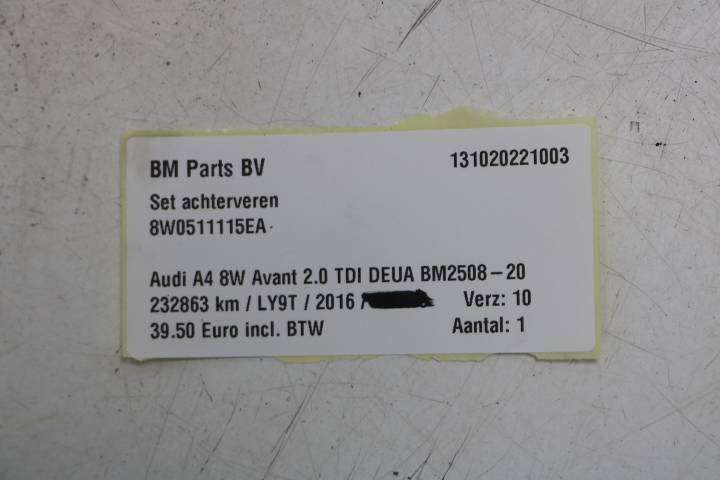 BM Parts BV 131020221003
Set achterveren
8W0511115EA
Audi A4 8W Avant 2.0 TDI DEUA BM2508-20
232863 km / LY9T / 2016 / Verz: 10
39.50 Euro incl. BTW Aantal: 1